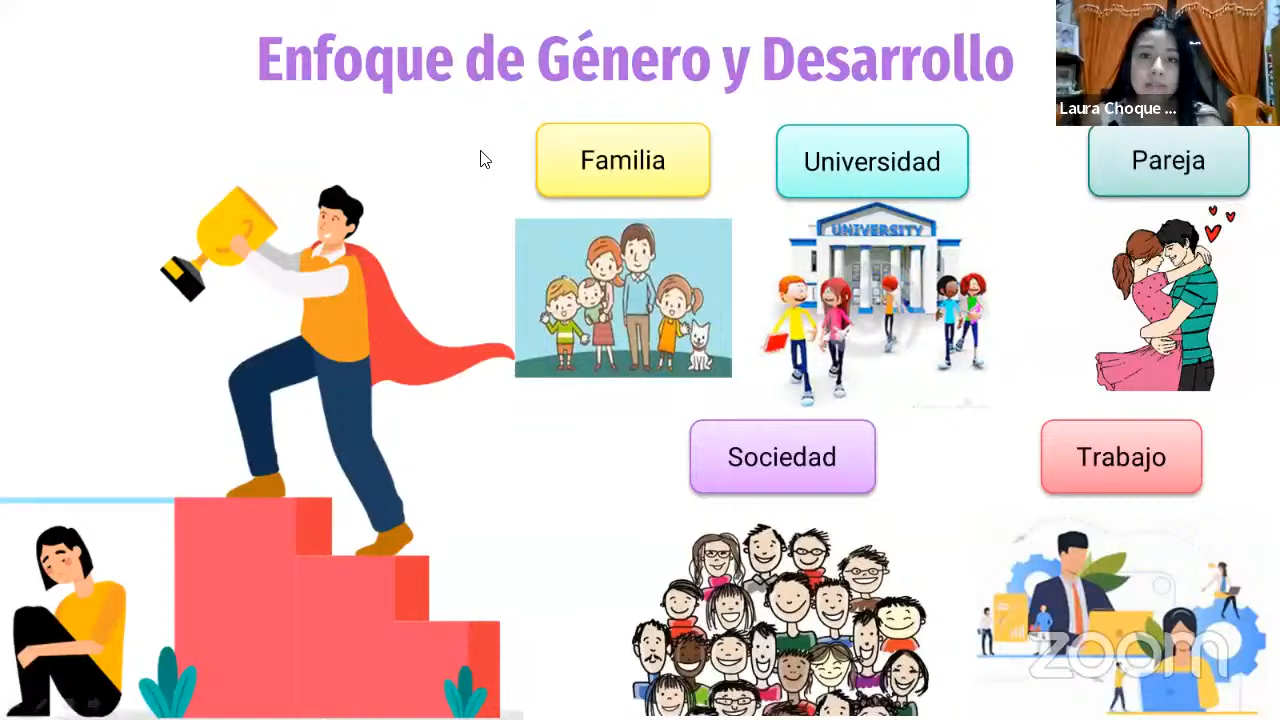 Enfoque de Género y Desarrollo
Laura Choque ...
Familia
Universidad
Pareja
UNIVERSITY
Sociedad
Trabajo
zoom